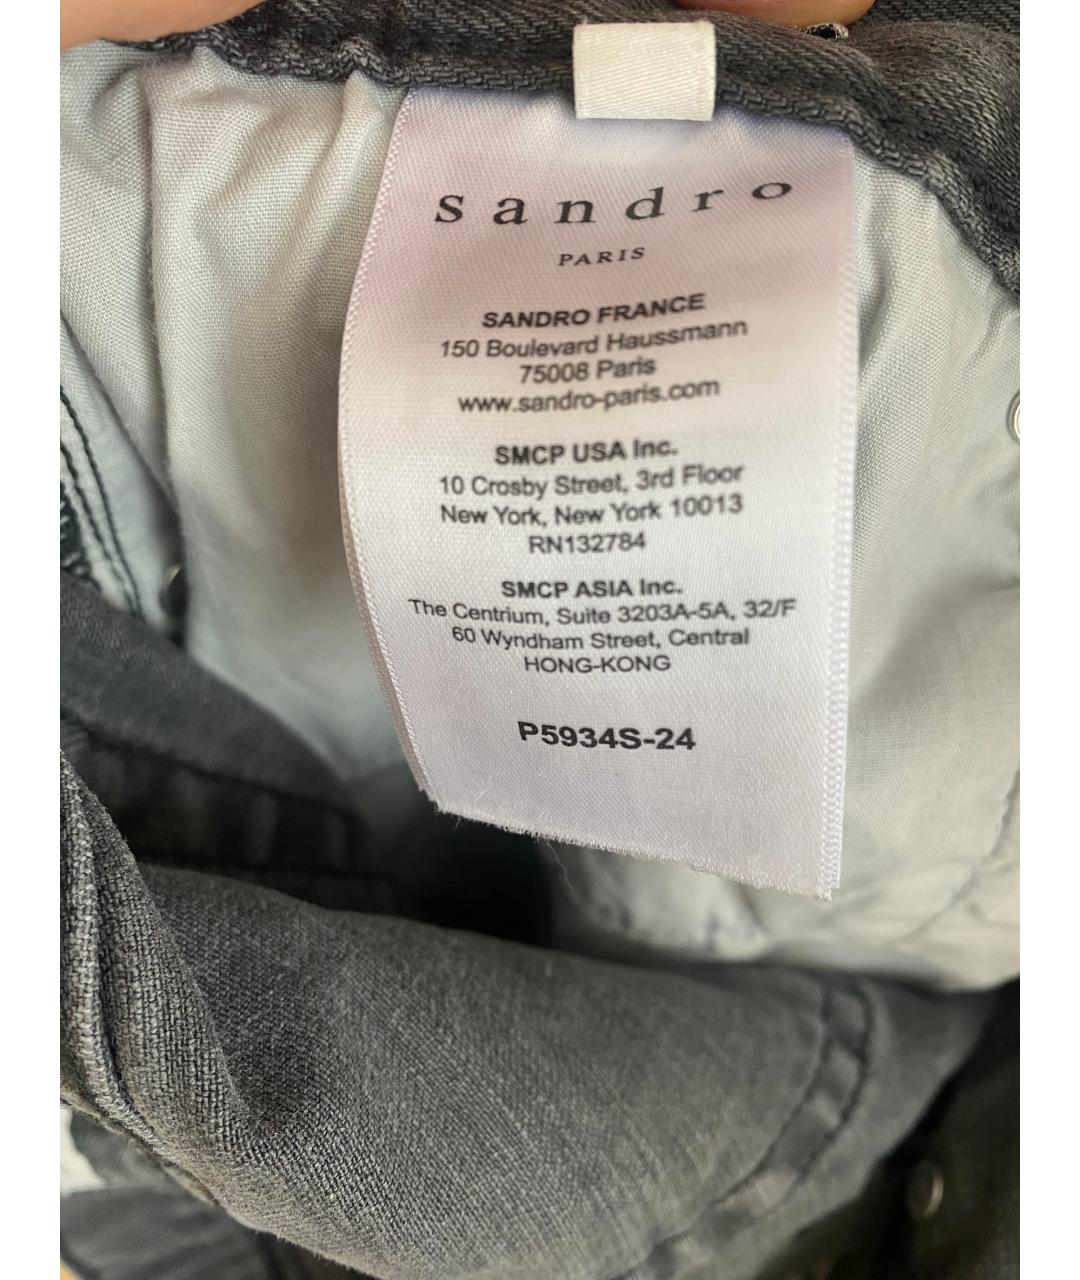 sandro
PARIS
SANDRO FRANCE
150 Boulevard Haussmann
75008 Paris
www.sandro-paris.com
SMCP USA Inc.
10 Crosby Street, 3rd Floor
New York, New York 10013
RN132784
SMCP ASIA Inc.
The Centrium, Suite 3203A-5A, 32/F
60 Wyndham Street, Central
HONG-KONG
P5934S-24